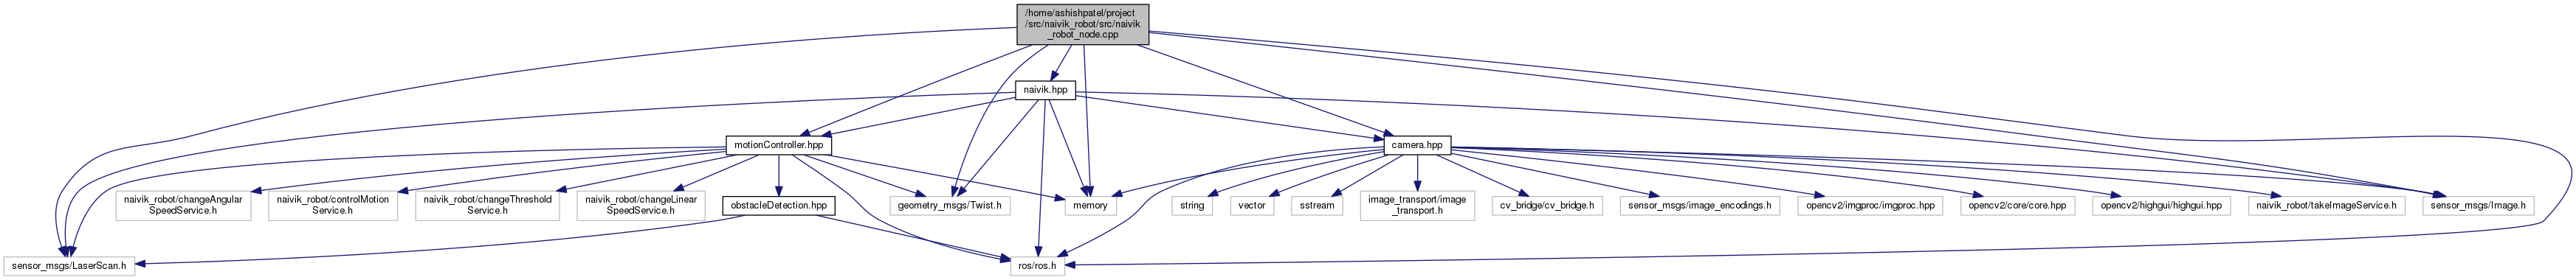 /home/ashishpatel/project
/src/naivik_robot/src/naivik
_robot_node.cpp
naivik.hpp
motionController.hpp
camera.hpp
naivik_robot/changeAngular
SpeedService.h
naivik_robot/controlMotion
Service.h
naivik_robot/changeThreshold
Service.h
naivik_robot/changeLinear
SpeedService.h
obstacleDetection.hpp
geometry_msgs/Twist.h
memory
string
vector
sstream
image_transport/image
_transport.h
cv_bridge/cv_bridge.h
sensor_msgs/image_encodings.h
opencv2/imgproc/imgproc.hpp
opencv2/core/core.hpp
opencv2/highgui/highgui.hpp
naivik_robot/takeImageService.h
sensor_msgs/Image.h
sensor_msgs/LaserScan.h
ros/ros.h